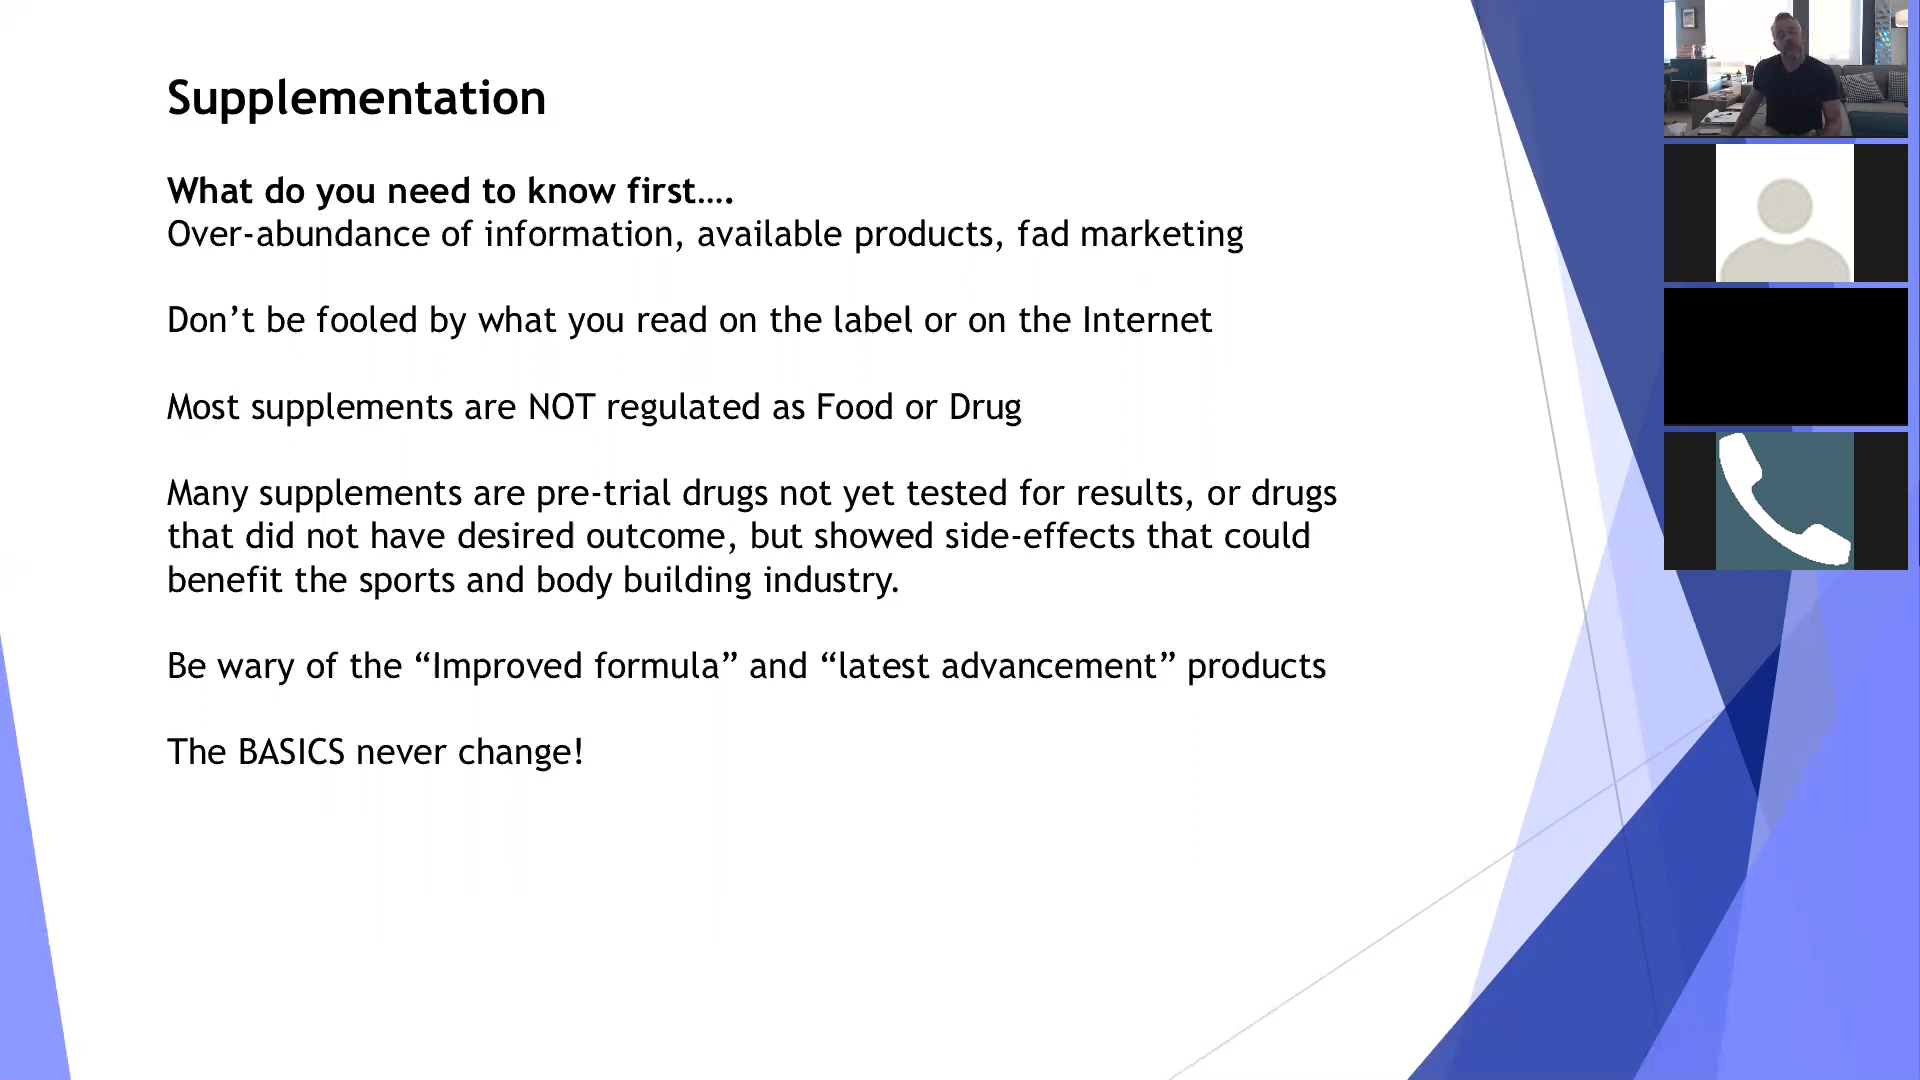 Supplementation
What do you need to know first….
Over-abundance of information, available products, fad marketing
Don’t be fooled by what you read on the label or on the Internet
Most supplements are NOT regulated as Food or Drug
Many supplements are pre-trial drugs not yet tested for results, or drugs
that did not have desired outcome, but showed side-effects that could
benefit the sports and body building industry.
Be wary of the “Improved formula” and “latest advancement” products
The BASICS never change!